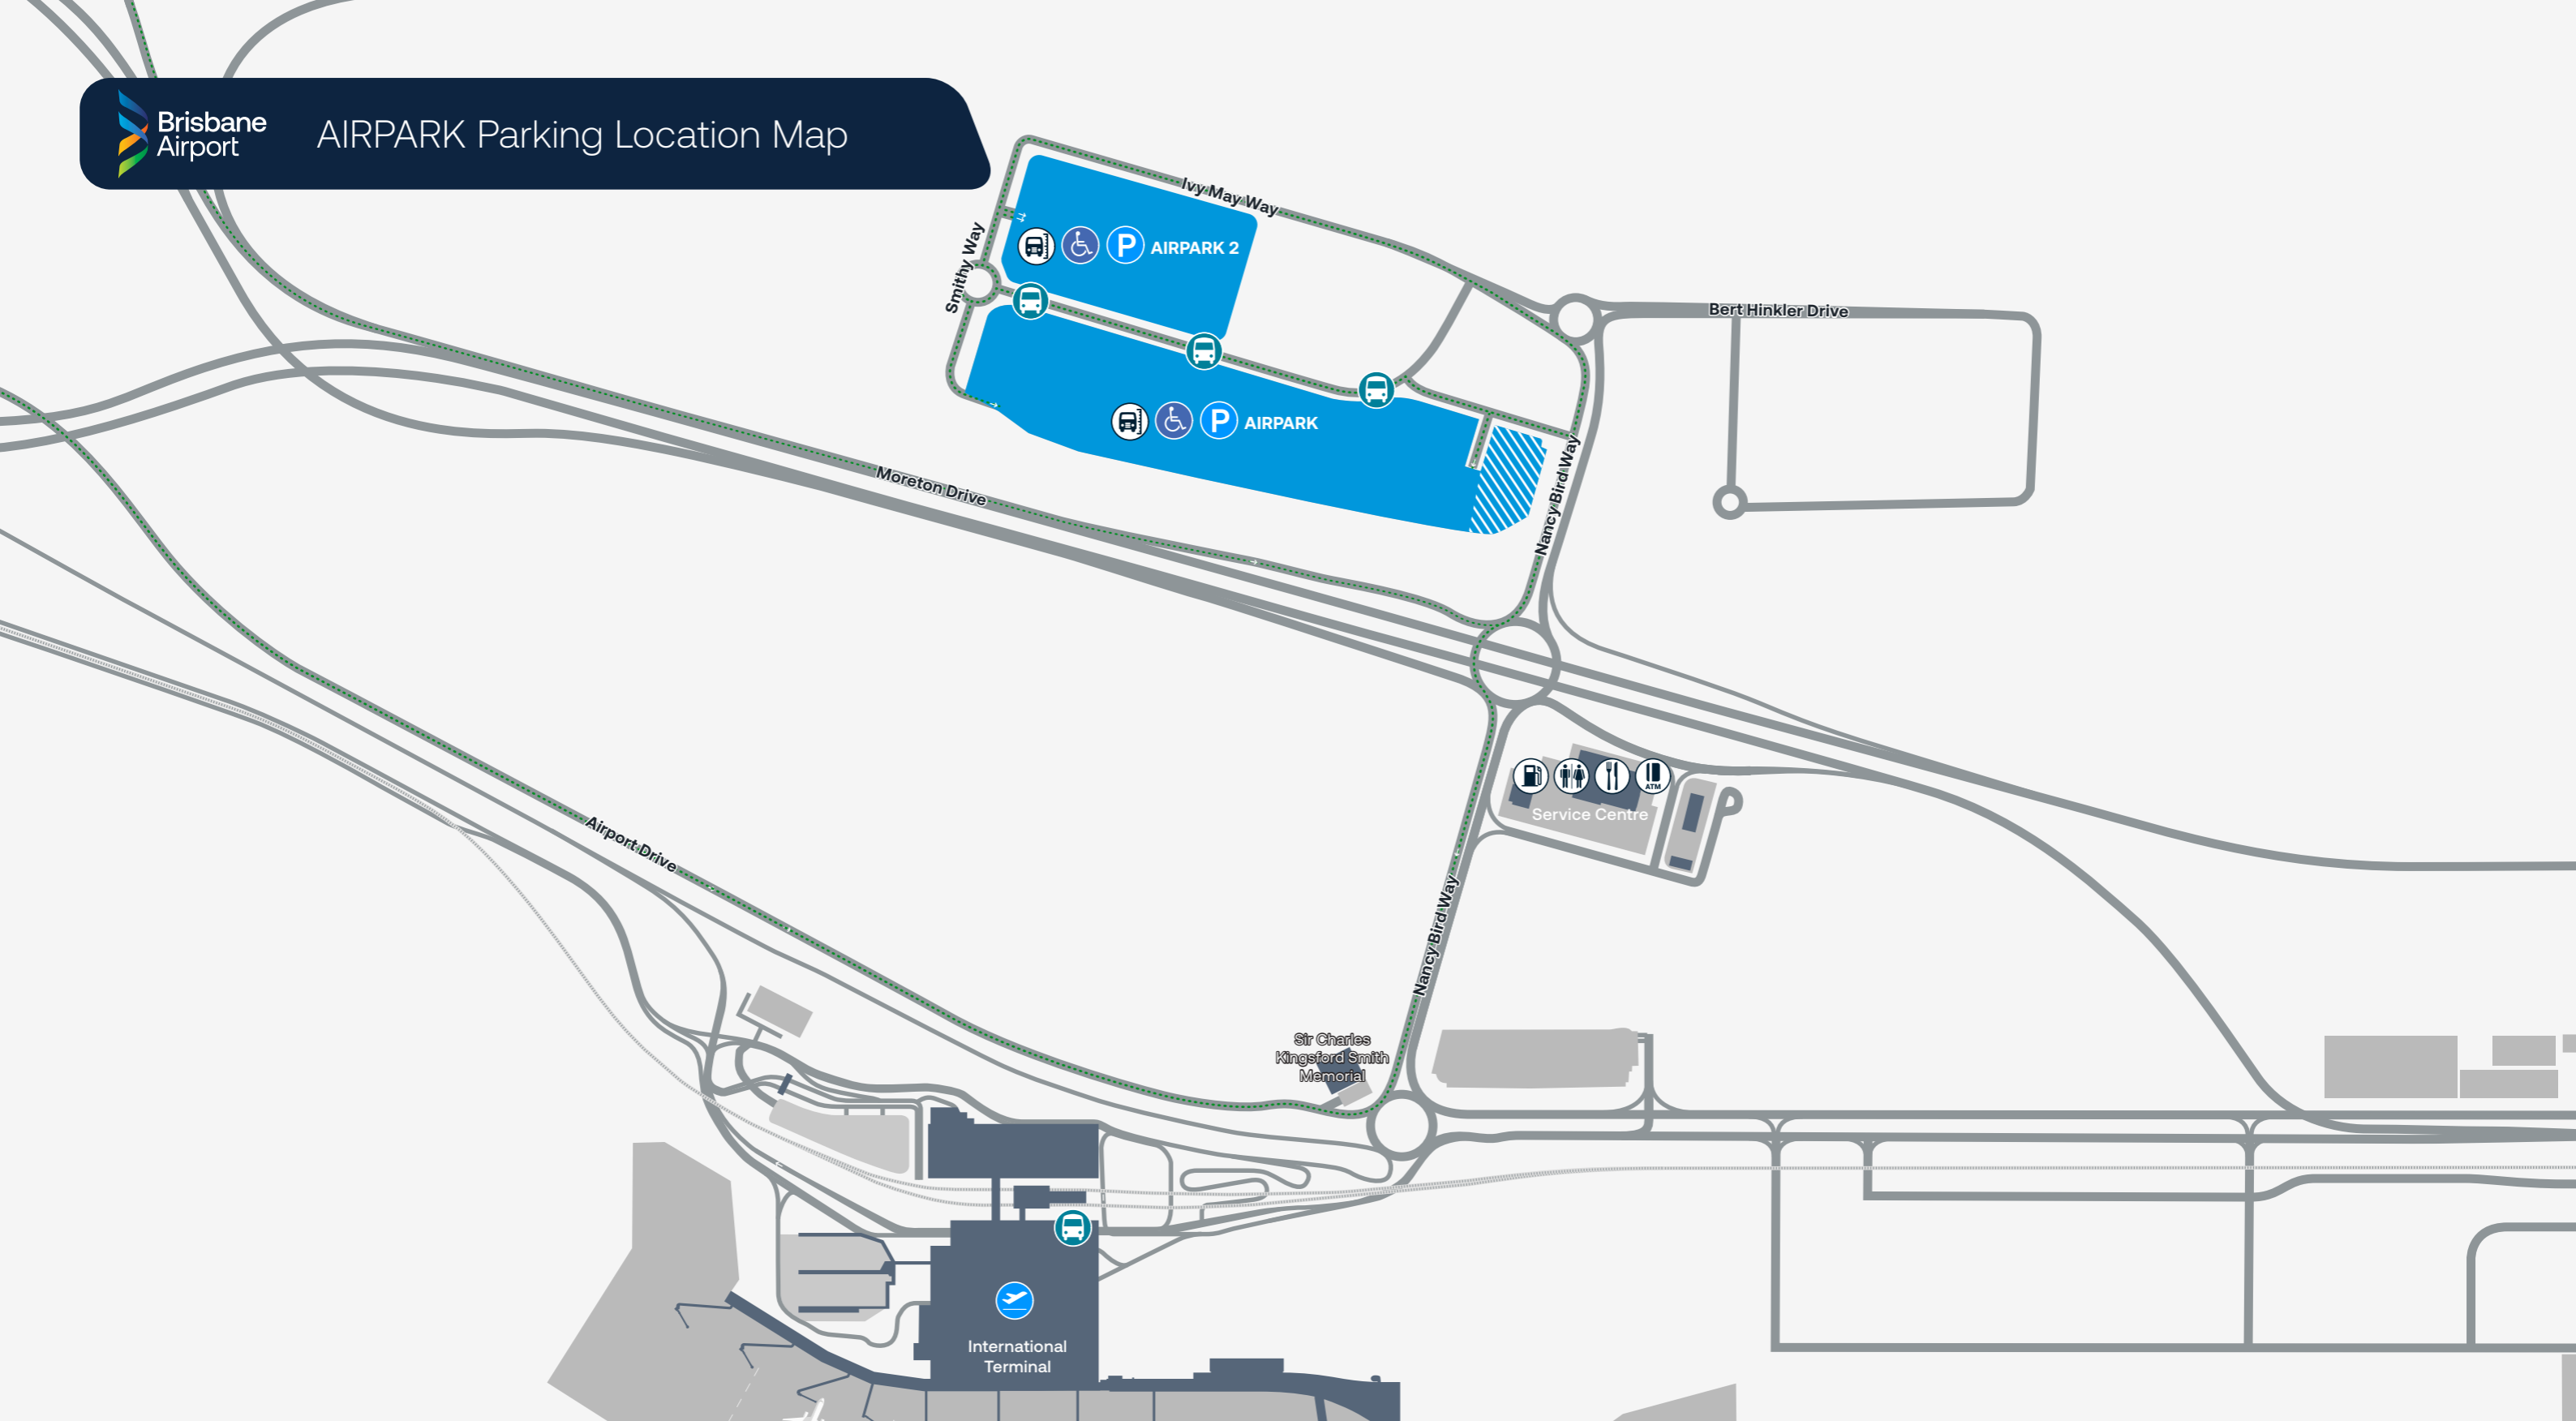 Brisbane
Airport
AIRPARK Parking Location Map
Ivy May Way
Smithy Way
P AIRPARK 2
Bert Hinkler Drive
P AIRPARK
Moreton Drive
Nancy Bird Way
ATM
Service Centre
Airport Drive
Nancy Bird Way
Sir Charles
Kingsford Smith
Memorial
International
Terminal